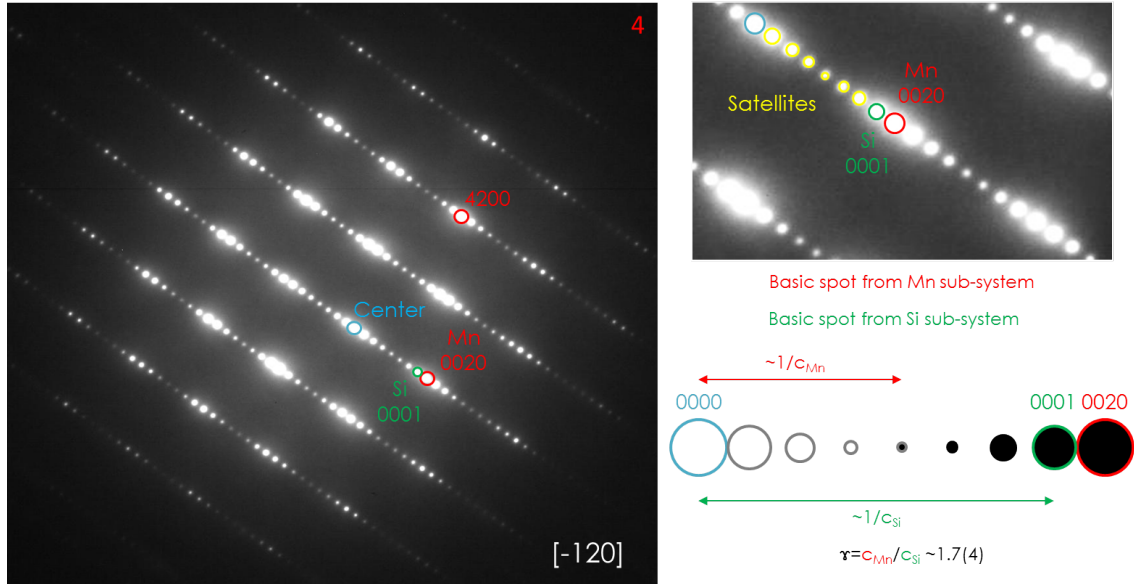 4
4200
Center
Mn
0020
Si
0001
[-120]
Mn
0020
Satellites
Si
0001
Basic spot from Mn sub-system
Basic spot from Si sub-system
~1/cMn
0000
0001
0020
~1/cSi
ɤ=cMn/cSi ~1.7(4)